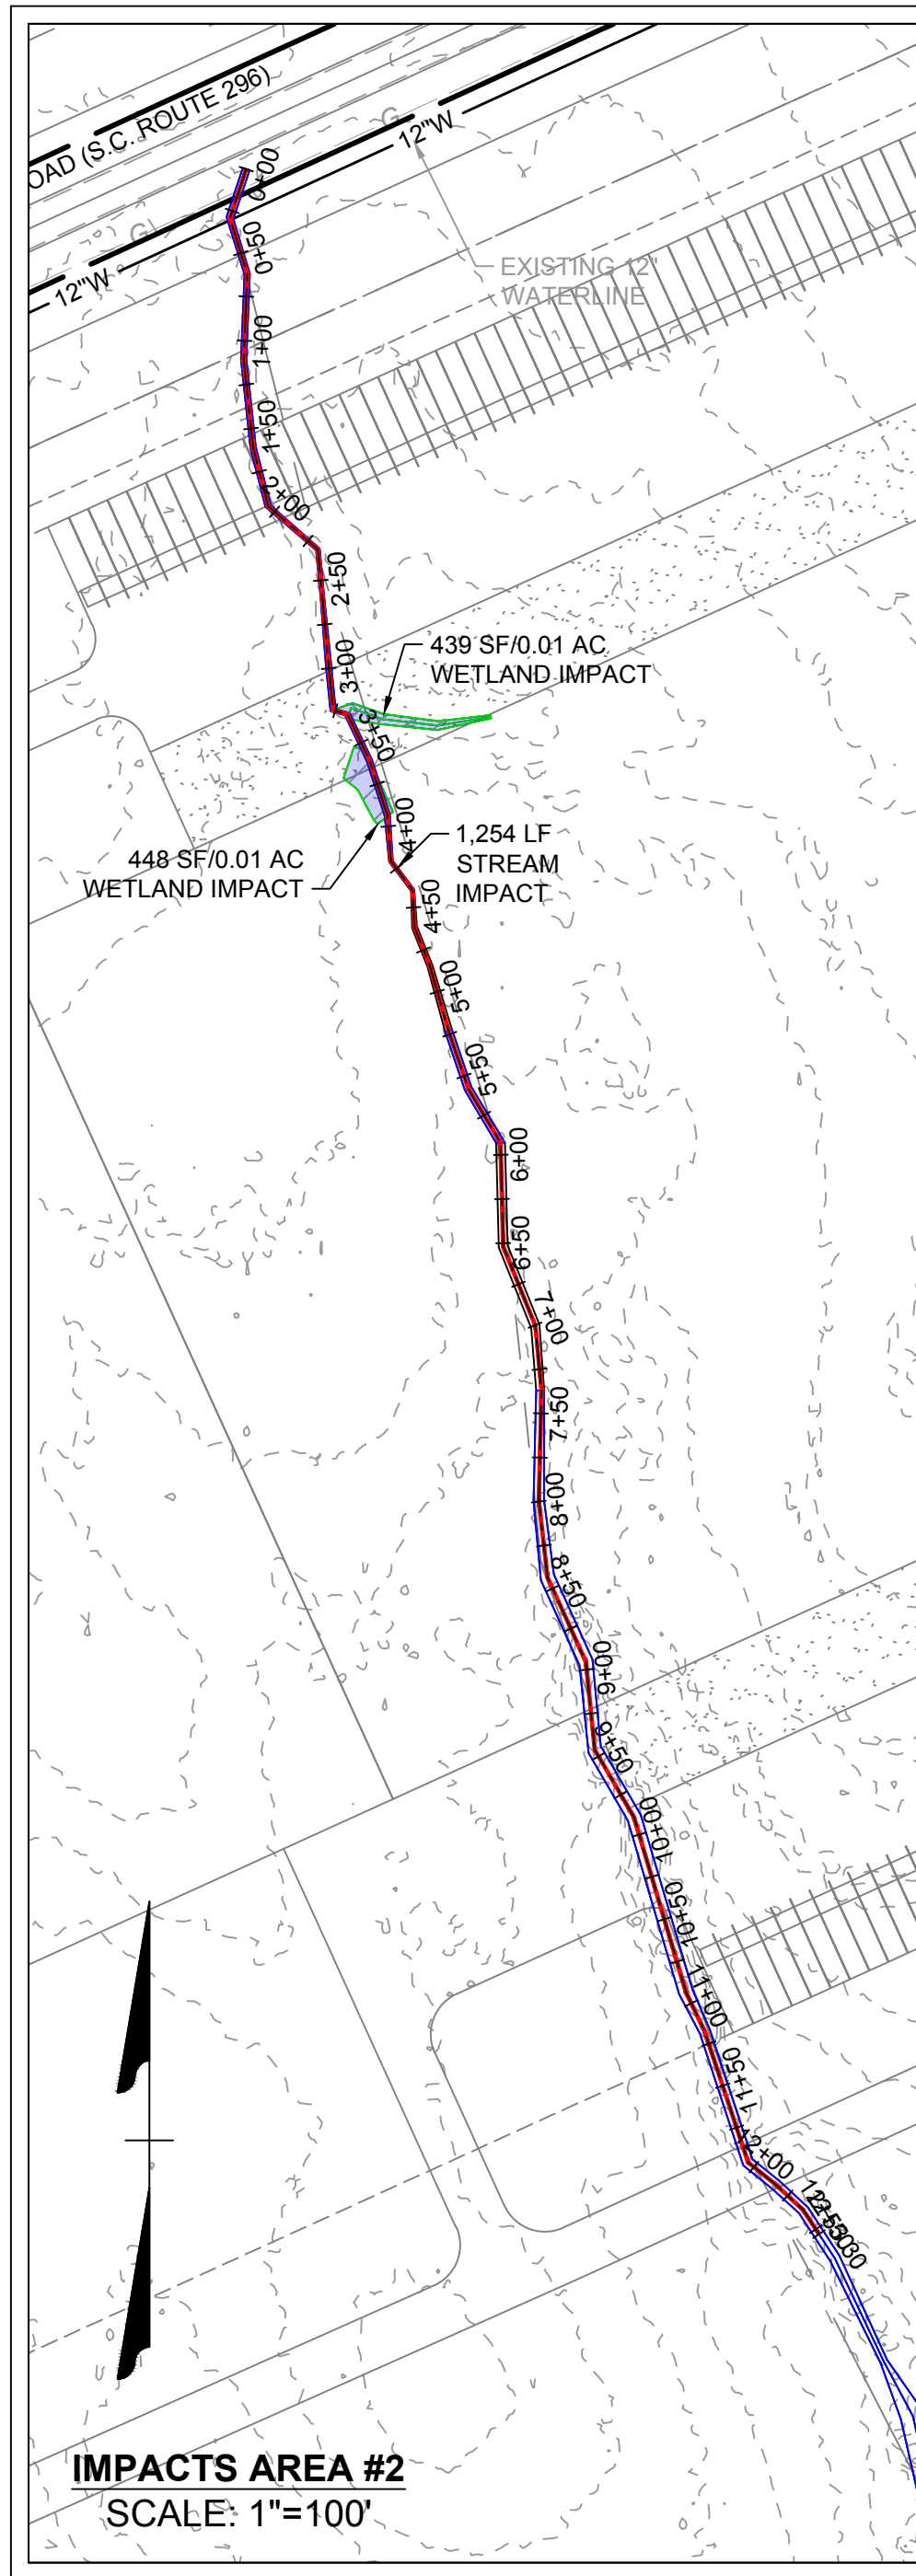 OAD (S.C. ROUTE 296)
G
12"W
G
12"W
EXISTING 12"
WATERLINE
0+00
0+50
1+00
1+50
2+00
2+50
3+00
439 SF/0.01 AC
WETLAND IMPACT
3+50
4+00
448 SF/0.01 AC
WETLAND IMPACT
1,254 LF
STREAM
IMPACT
4+50
5+00
5+50
6+00
6+50
7+00
7+50
8+00
8+50
9+00
9+50
10+00
10+50
11+00
11+50
12+00
12+50
IMPACTS AREA #2
SCALE: 1"=100'